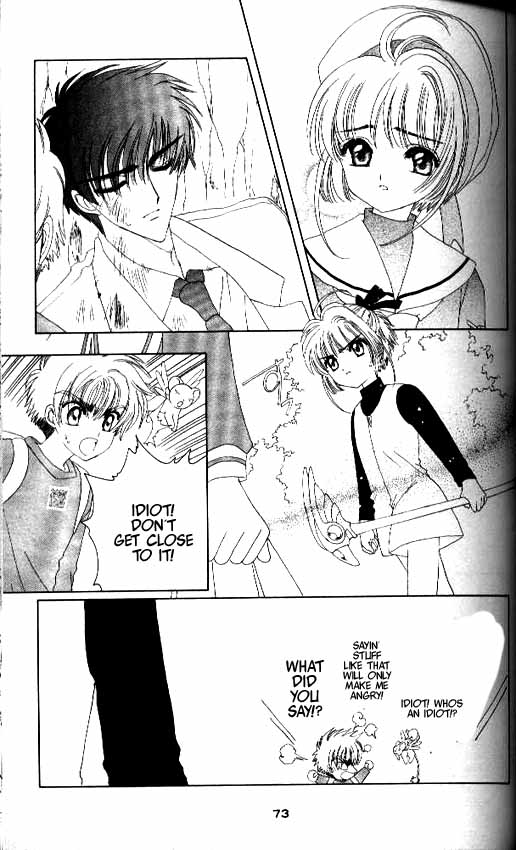 IDIOT!
DON'T
GET CLOSE
TO IT!
IDIOT! WHOS
AN IDIOT!?
SAYIN'
STUFF
LIKE THAT
WILL ONLY
MAKE ME
ANGRY!
WHAT
DID
YOU
SAY!?
73